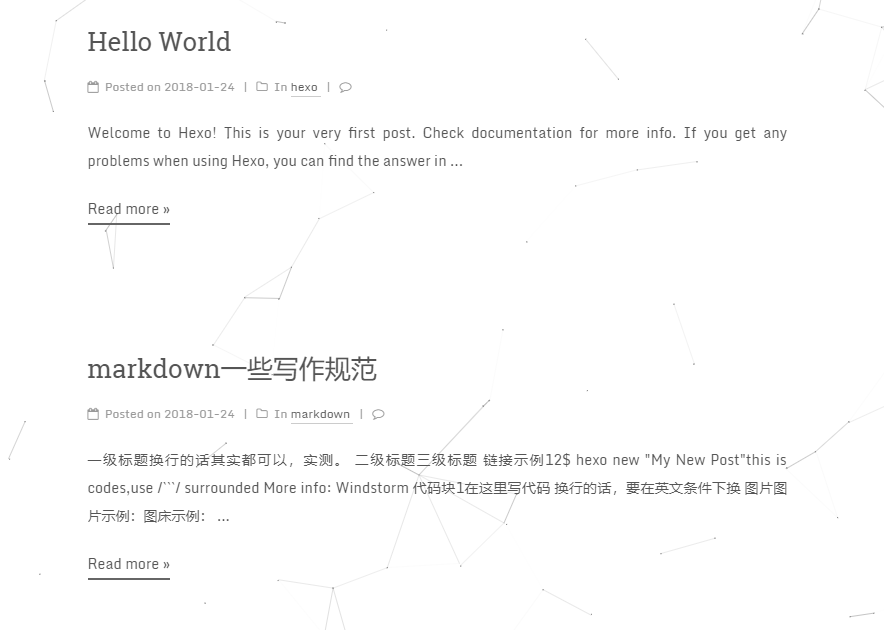 Hello World
Posted on 2018-01-24 | In hexo |
Welcome to Hexo! This is your very first post. Check documentation for more info. If you get any
problems when using Hexo, you can find the answer in ...
Read more »
markdown一些写作规范
Posted on 2018-01-24 | In markdown |
一级标题换行的话其实都可以，实测。 二级标题三级标题 链接示例12$ hexo new "My New Post"this is
codes,use /```/ surrounded More info: Windstorm 代码块1在这里写代码 换行的话，要在英文条件下换 图片图
片示例：图床示例： ...
Read more »